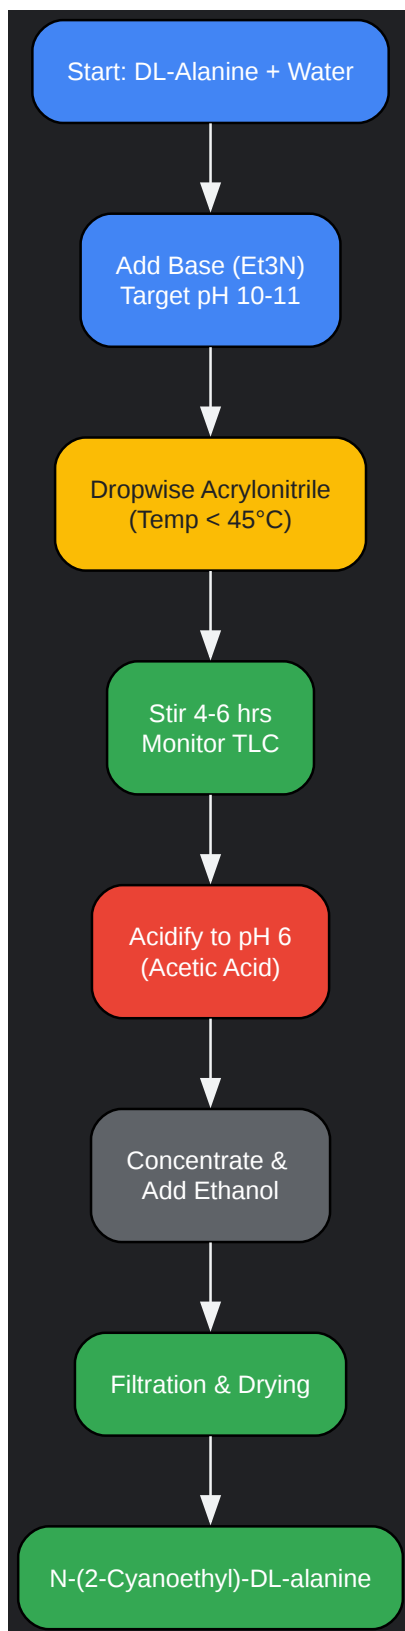 Start: DL-Alanine + Water
Add Base (Et3N)
Target pH 10-11
Dropwise Acrylonitrile
(Temp < 45°C)
Stir 4-6 hrs
Monitor TLC
Acidify to pH 6
(Acetic Acid)
Concentrate &
Add Ethanol
Filtration & Drying
N-(2-Cyanoethyl)-DL-alanine